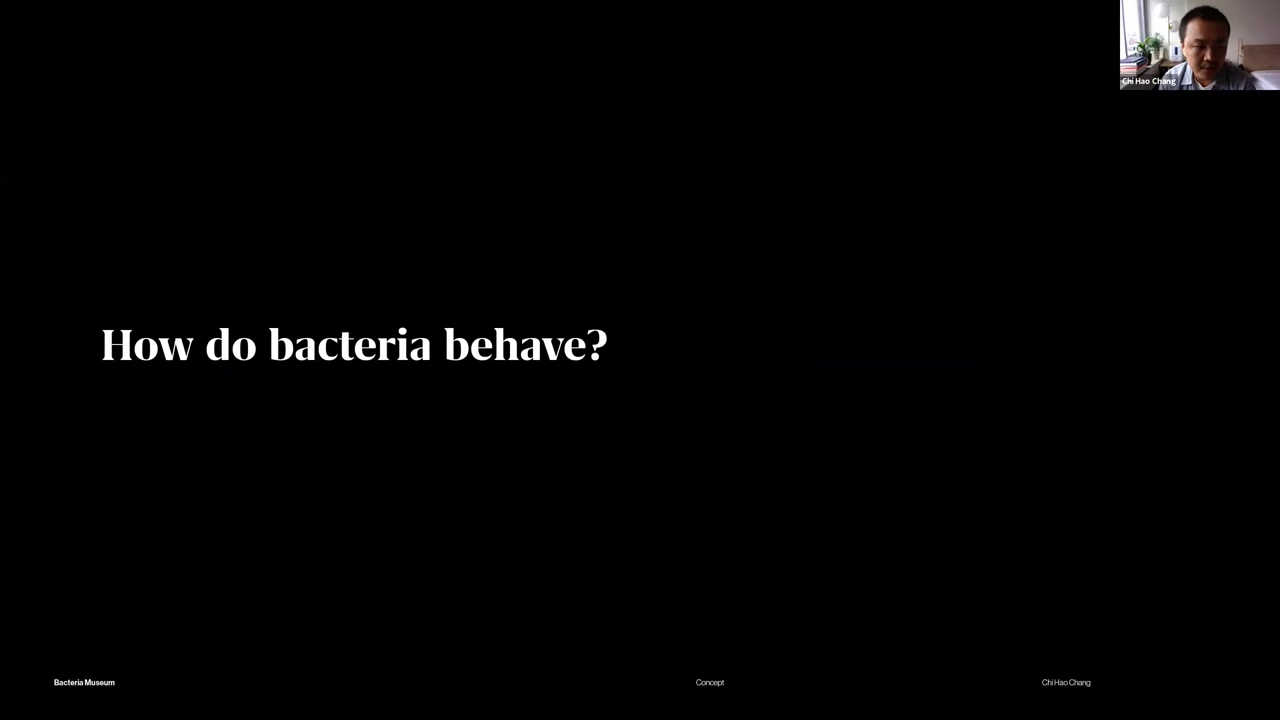 Chi Hao Chang
How do bacteria behave?
Bacteria Museum
Concept
Chi Hao Chang